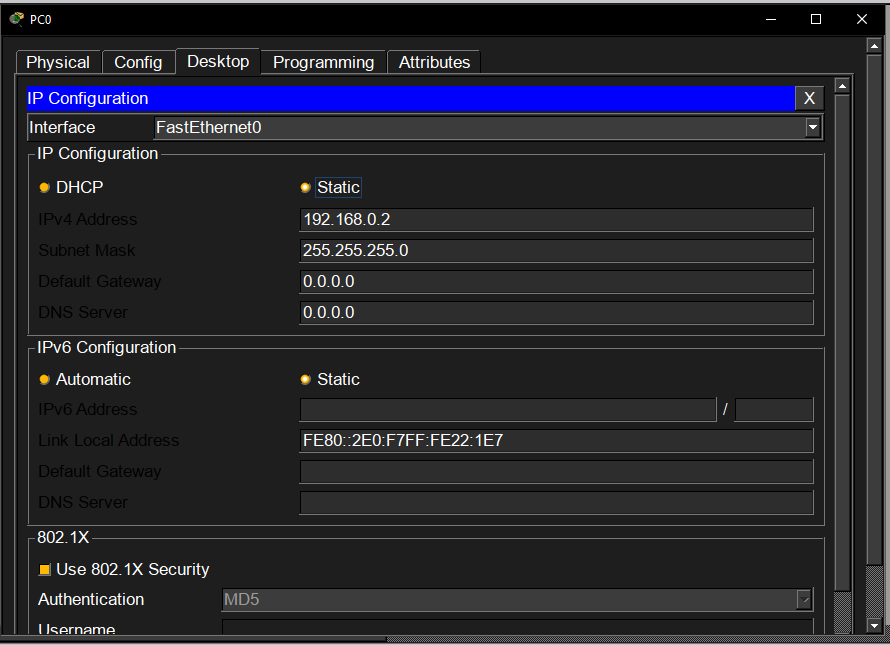 PC0
Physical Config Desktop Programming Attributes
IP Configuration X
Interface FastEthernet0
IP Configuration
DHCP Static
IPv4 Address 192.168.0.2
Subnet Mask 255.255.255.0
Default Gateway 0.0.0.0
DNS Server 0.0.0.0
IPv6 Configuration
Automatic Static
IPv6 Address /
Link Local Address FE80::2E0:F7FF:FE22:1E7
Default Gateway
DNS Server
802.1X
Use 802.1X Security
Authentication MD5
Username